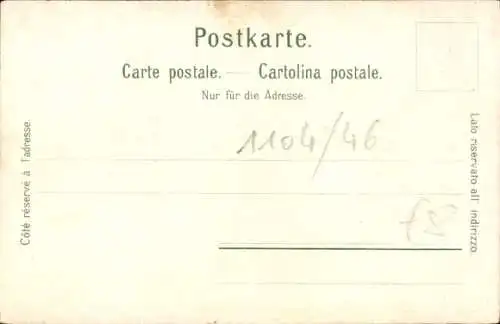 Postkarte.
Carte postale. — Cartolina postale.
Nur für die Adresse.
Côté réservé à l'adresse.
Lato riservato all' indirizzo.
1104/46